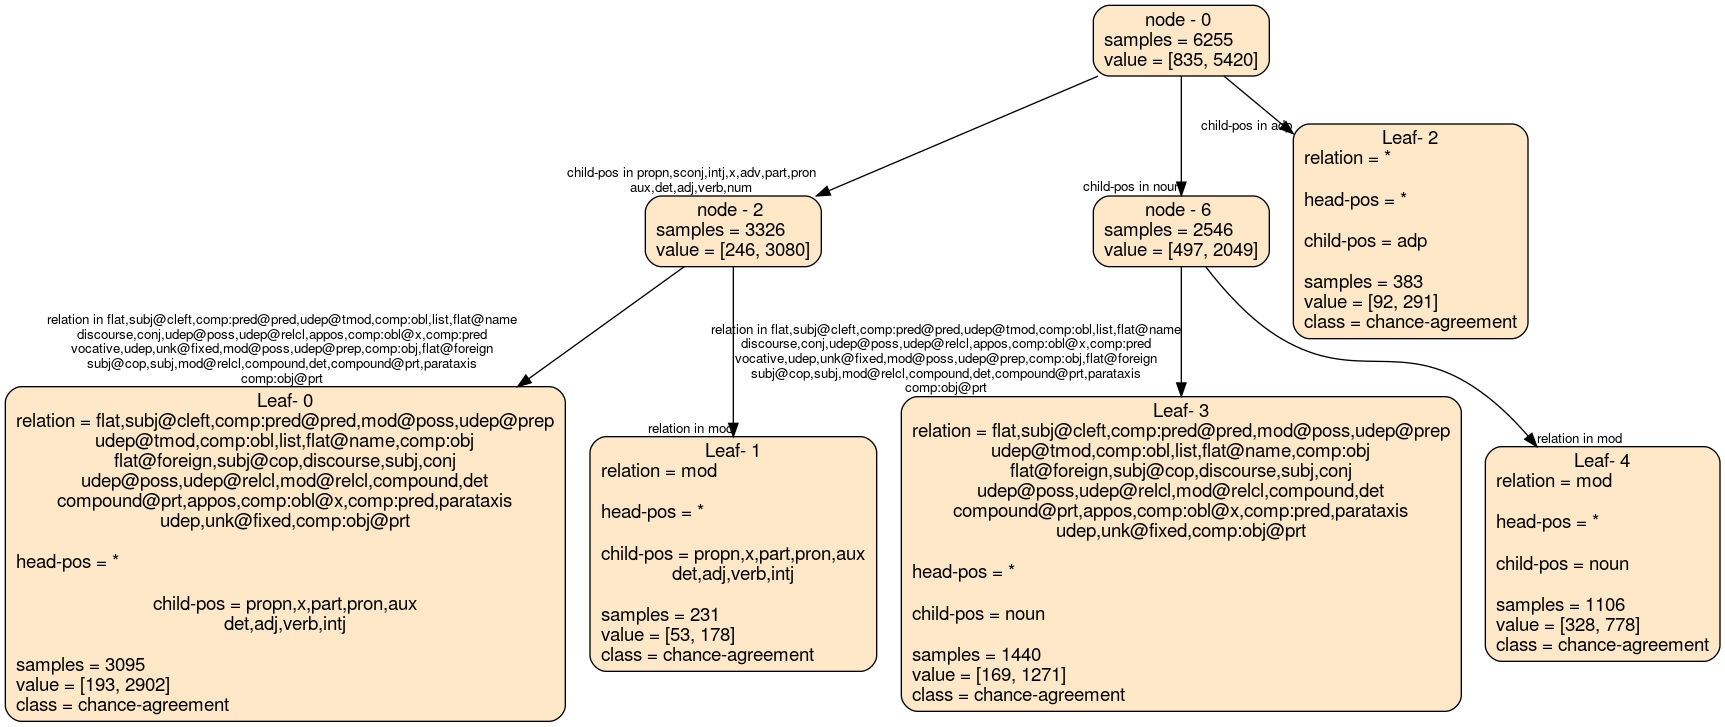 node - 0
samples = 6255
value = [835, 5420]
child-pos in adp
Leaf- 2
relation = *
head-pos = *
child-pos = adp
samples = 383
value = [92, 291]
class = chance-agreement
child-pos in propn,sconj,intj,x,adv,part,pron
aux,det,adj,verb,num
node - 2
samples = 3326
value = [246, 3080]
child-pos in noun
node - 6
samples = 2546
value = [497, 2049]
relation in flat,subj@cleft,comp:pred@pred,udep@tmod,comp:obl,list,flat@name
discourse,conj,udep@poss,udep@relcl,appos,comp:obl@x,comp:pred
vocative,udep,unk@fixed,mod@poss,udep@prep,comp:obj,flat@foreign
subj@cop,subj,mod@relcl,compound,det,compound@prt,parataxis
comp:obj@prt
Leaf- 0
relation = flat,subj@cleft,comp:pred@pred,mod@poss,udep@prep
udep@tmod,comp:obl,list,flat@name,comp:obj
flat@foreign,subj@cop,discourse,subj,conj
udep@poss,udep@relcl,mod@relcl,compound,det
compound@prt,appos,comp:obl@x,comp:pred,parataxis
udep,unk@fixed,comp:obj@prt
head-pos = *
child-pos = propn,x,part,pron,aux
det,adj,verb,intj
samples = 3095
value = [193, 2902]
class = chance-agreement
relation in mod
Leaf- 1
relation = mod
head-pos = *
child-pos = propn,x,part,pron,aux
det,adj,verb,intj
samples = 231
value = [53, 178]
class = chance-agreement
relation in flat,subj@cleft,comp:pred@pred,udep@tmod,comp:obl,list,flat@name
discourse,conj,udep@poss,udep@relcl,appos,comp:obl@x,comp:pred
vocative,udep,unk@fixed,mod@poss,udep@prep,comp:obj,flat@foreign
subj@cop,subj,mod@relcl,compound,det,compound@prt,parataxis
comp:obj@prt
Leaf- 3
relation = flat,subj@cleft,comp:pred@pred,mod@poss,udep@prep
udep@tmod,comp:obl,list,flat@name,comp:obj
flat@foreign,subj@cop,discourse,subj,conj
udep@poss,udep@relcl,mod@relcl,compound,det
compound@prt,appos,comp:obl@x,comp:pred,parataxis
udep,unk@fixed,comp:obj@prt
head-pos = *
child-pos = noun
samples = 1440
value = [169, 1271]
class = chance-agreement
relation in mod
Leaf- 4
relation = mod
head-pos = *
child-pos = noun
samples = 1106
value = [328, 778]
class = chance-agreement